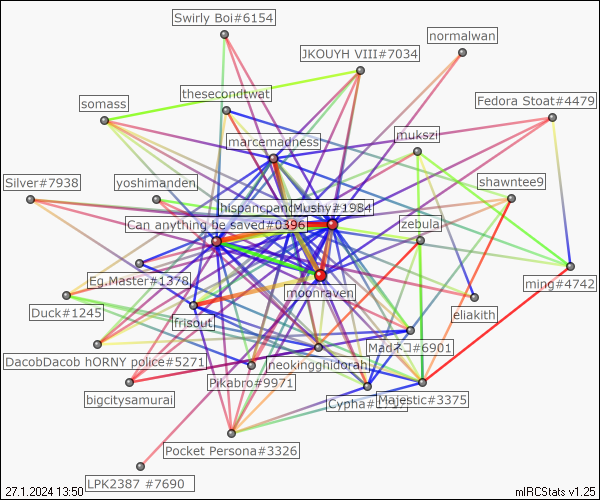 Swirly Boi#6154
normalwan
JKOUYH VIII#7034
thesecondtwat
somass
Fedora Stoat#4479
marcemadness
mukszi
Silver#7938
yoshimanden
shawntee9
Mushy#1984
Can anything be saved#0396
zebula
Eg.Master#1378
ming#4742
moonraven
Duck#1245
eliakith
frisout
Madネコ#6901
DacobDacob hORNY police#5271
neokingghidorah
Pikabro#9971
bigcitysamurai
Majestic#3375
Pocket Persona#3326
LPK2387 #7690
27.1.2024 13:50
mIRCStats v1.25